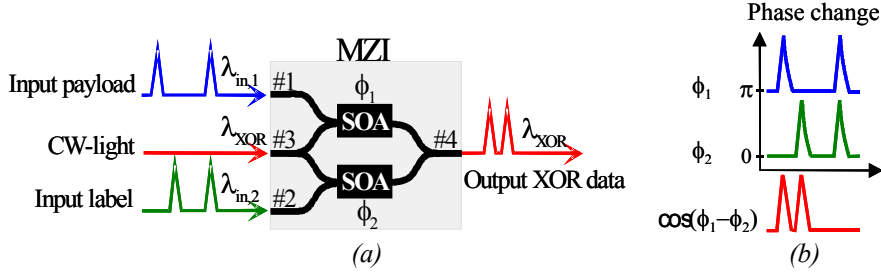 MZI
Input payload
λin,1
#1
ϕ1
SOA
CW-light
λXOR
#3
#4
λXOR
Output XOR data
Input label
λin,2
#2
SOA
ϕ2
(a)
Phase change
ϕ1
π
ϕ2
0
cos(ϕ1−ϕ2)
(b)